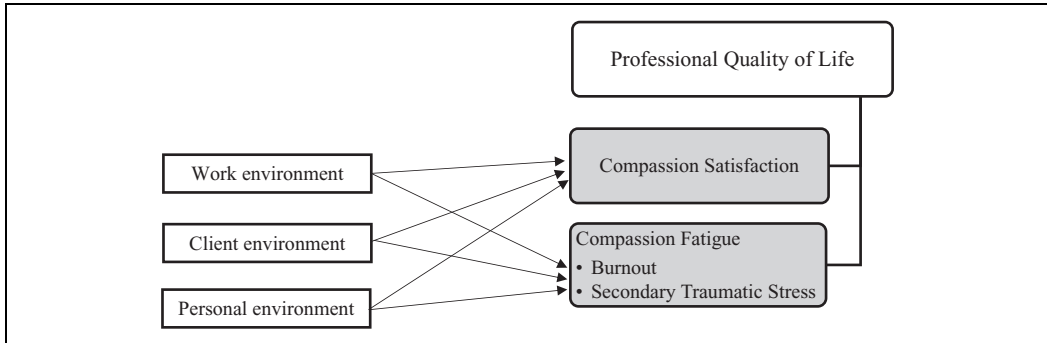 Professional Quality of Life
Compassion Satisfaction
Work environment
Client environment
Personal environment
Compassion Fatigue
• Burnout
• Secondary Traumatic Stress